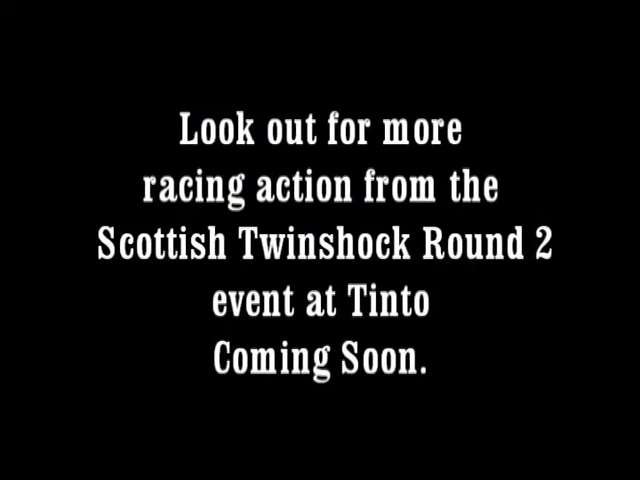 Look out for more
racing action from the
Scottish Twinshock Round 2
event at Tinto
Coming Soon.